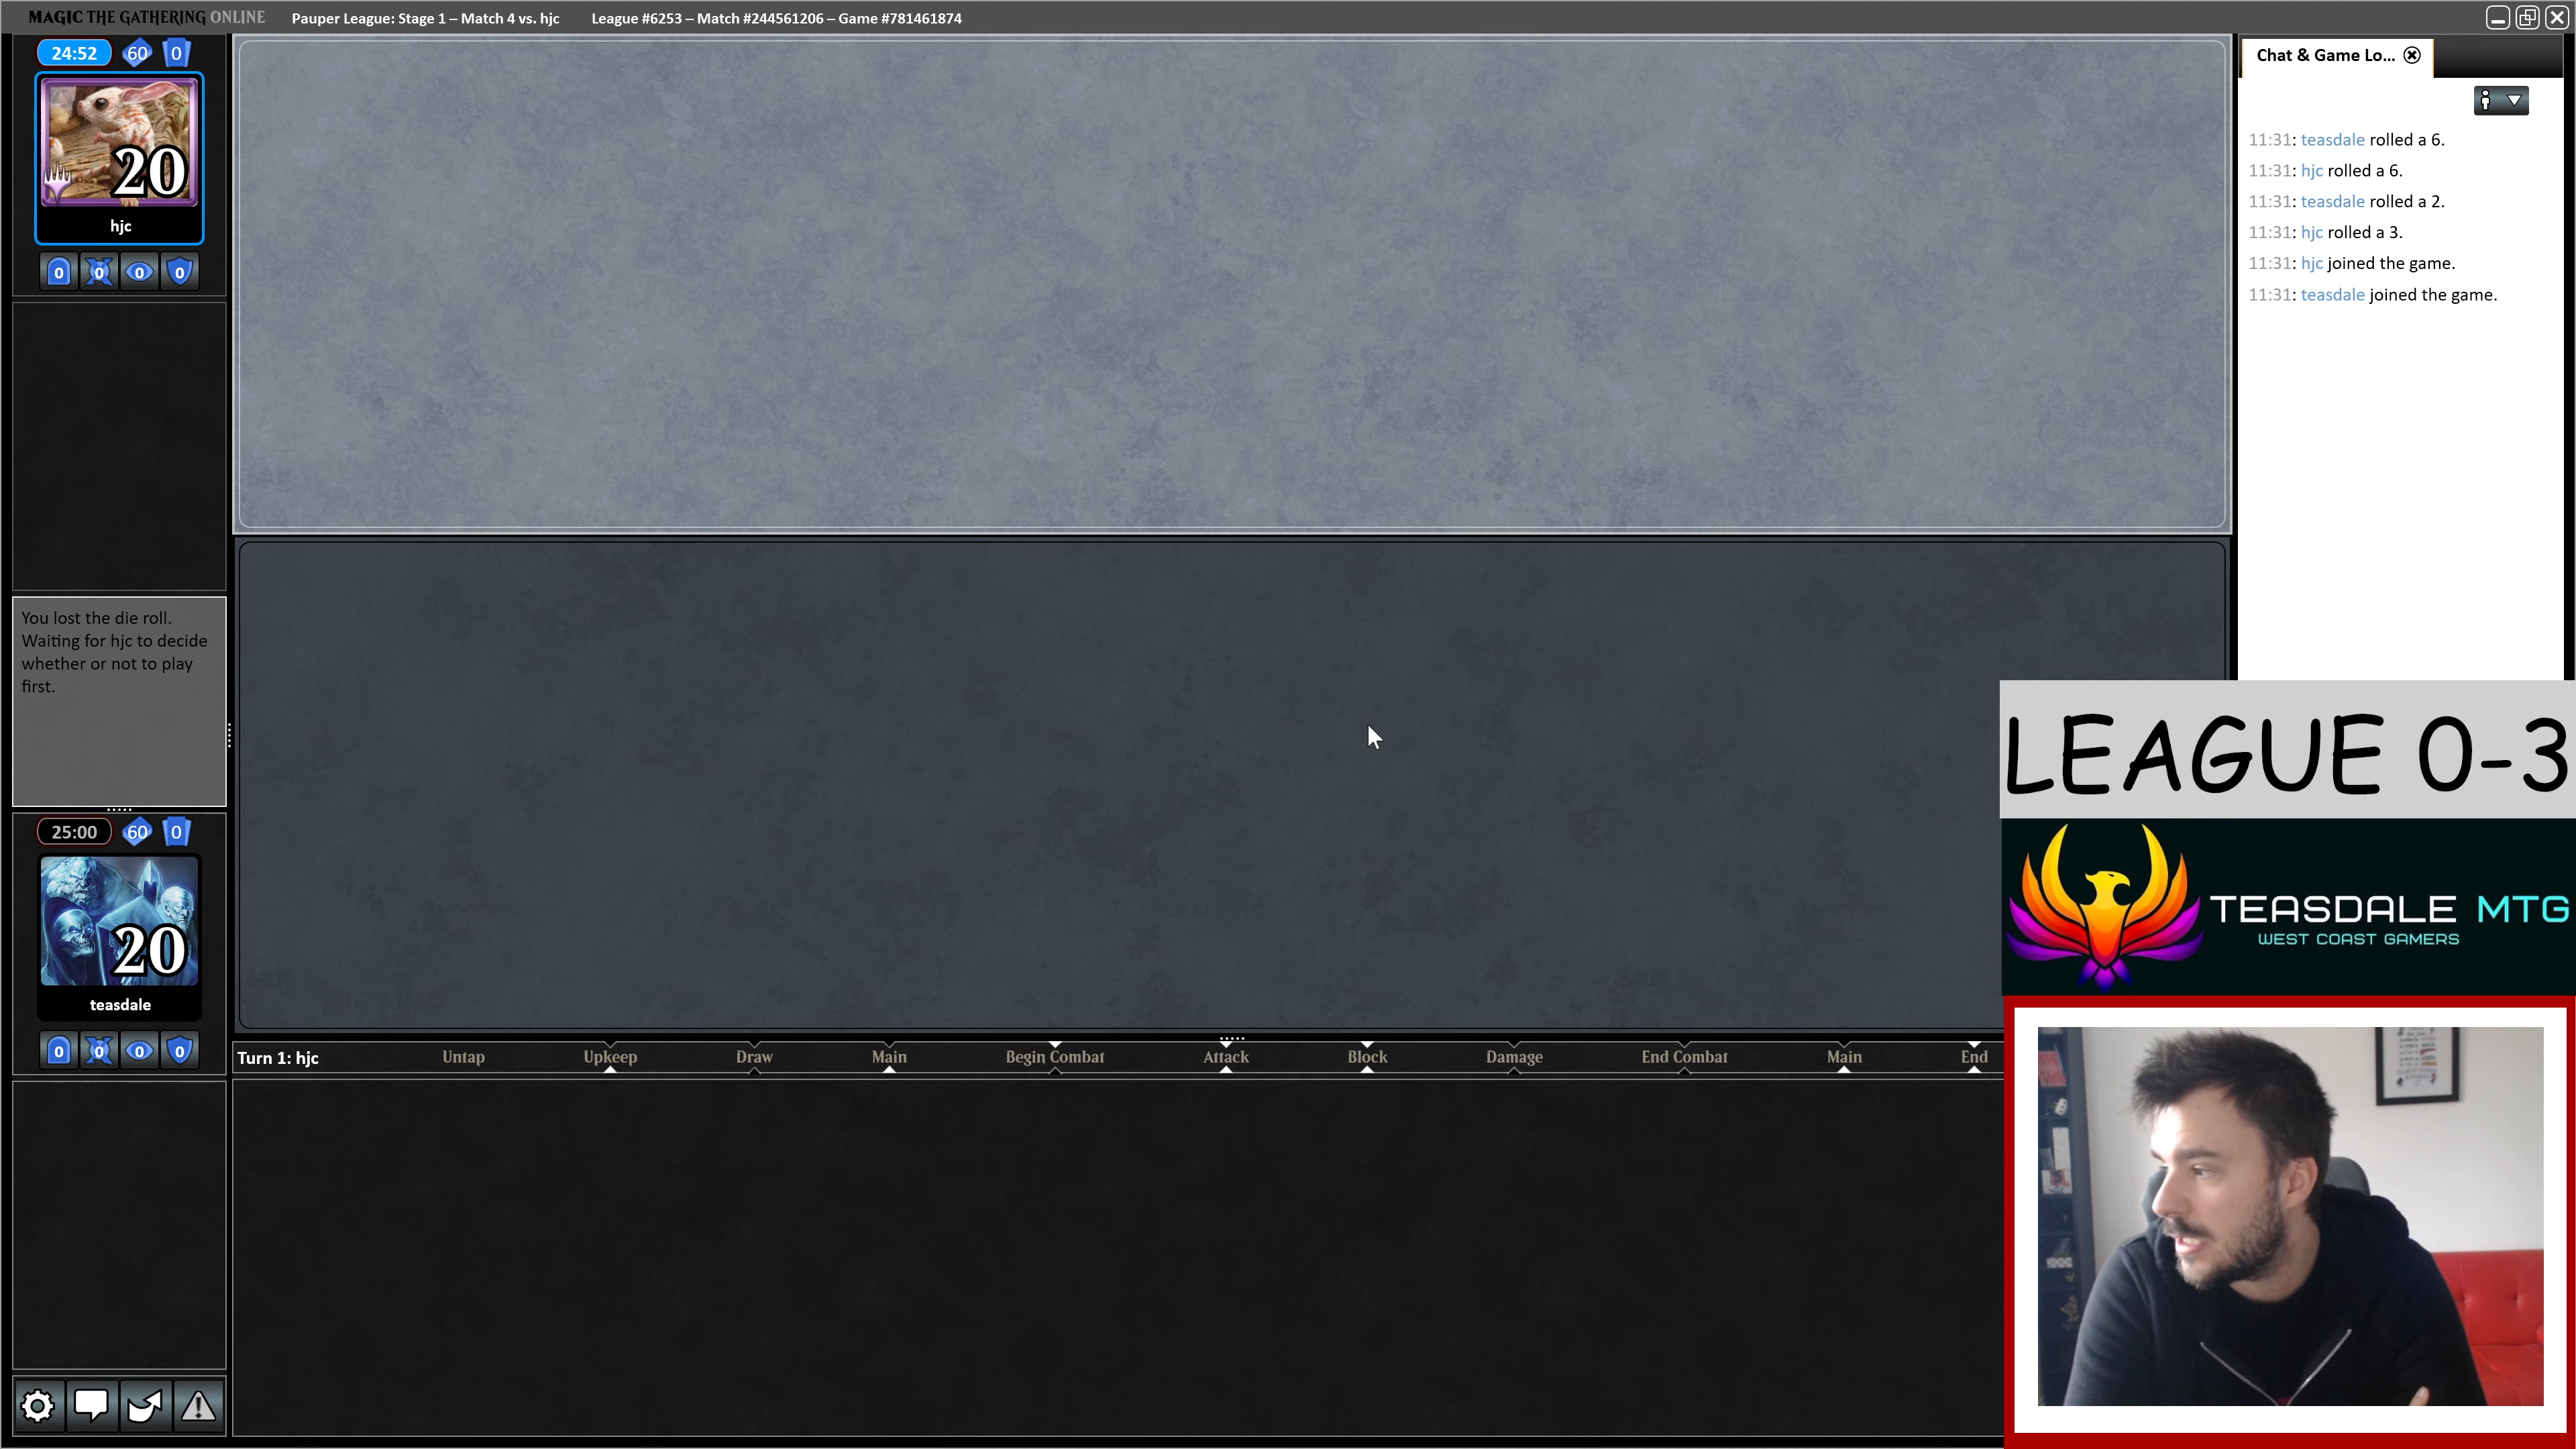 MAGIC THE GATHERING ONLINE
Pauper League: Stage 1 – Match 4 vs. hjc
League #6253 – Match #244561206 – Game #781461874
24:52
60
0
20
hjc
0
0
0
0
You lost the die roll.
Waiting for hjc to decide
whether or not to play
first.
25:00
60
0
20
teasdale
0
0
0
0
Turn 1: hjc
Untap
Upkeep
Draw
Main
Begin Combat
Attack
Block
Damage
End Combat
Main
End
Chat & Game Lo...
11:31: teasdale rolled a 6.
11:31: hjc rolled a 6.
11:31: teasdale rolled a 2.
11:31: hjc rolled a 3.
11:31: hjc joined the game.
11:31: teasdale joined the game.
LEAGUE 0-3
TEASDALE MTG
WEST COAST GAMERS